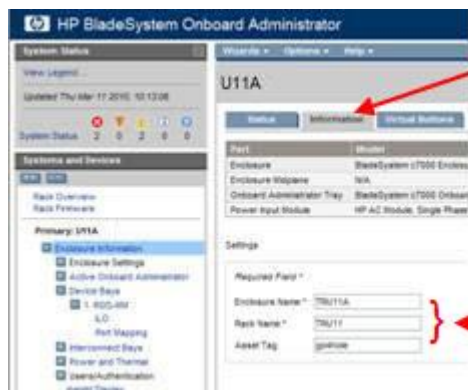 HP BladeSystem Onboard Administrator
System Status
View Legend...
Updated Thu Mar 11 2010, 10:13:06
System Status 2 0 2 0 0
Systems and Devices
Rack Overview
Rack Firmware
Primary: U11A
Enclosure Information
Enclosure Settings
Active Onboard Administrator
Device Bays
iLO
Port Mapping
Interconnect Bays
Power and Thermal
Users/Authentication
Wizards Options Help
U11A
Status Information Virtual Buttons
Part Model
Enclosure BladeSystem c7000 Enclosu
Enclosure Midplane N/A
Onboard Administrator Tray BladeSystem c7000 Onboar
Power Input Module HP AC Module, Single Phase
Settings
Required Field *
Enclosure Name * TRU11A
Rack Name * TRU11
Asset Tag